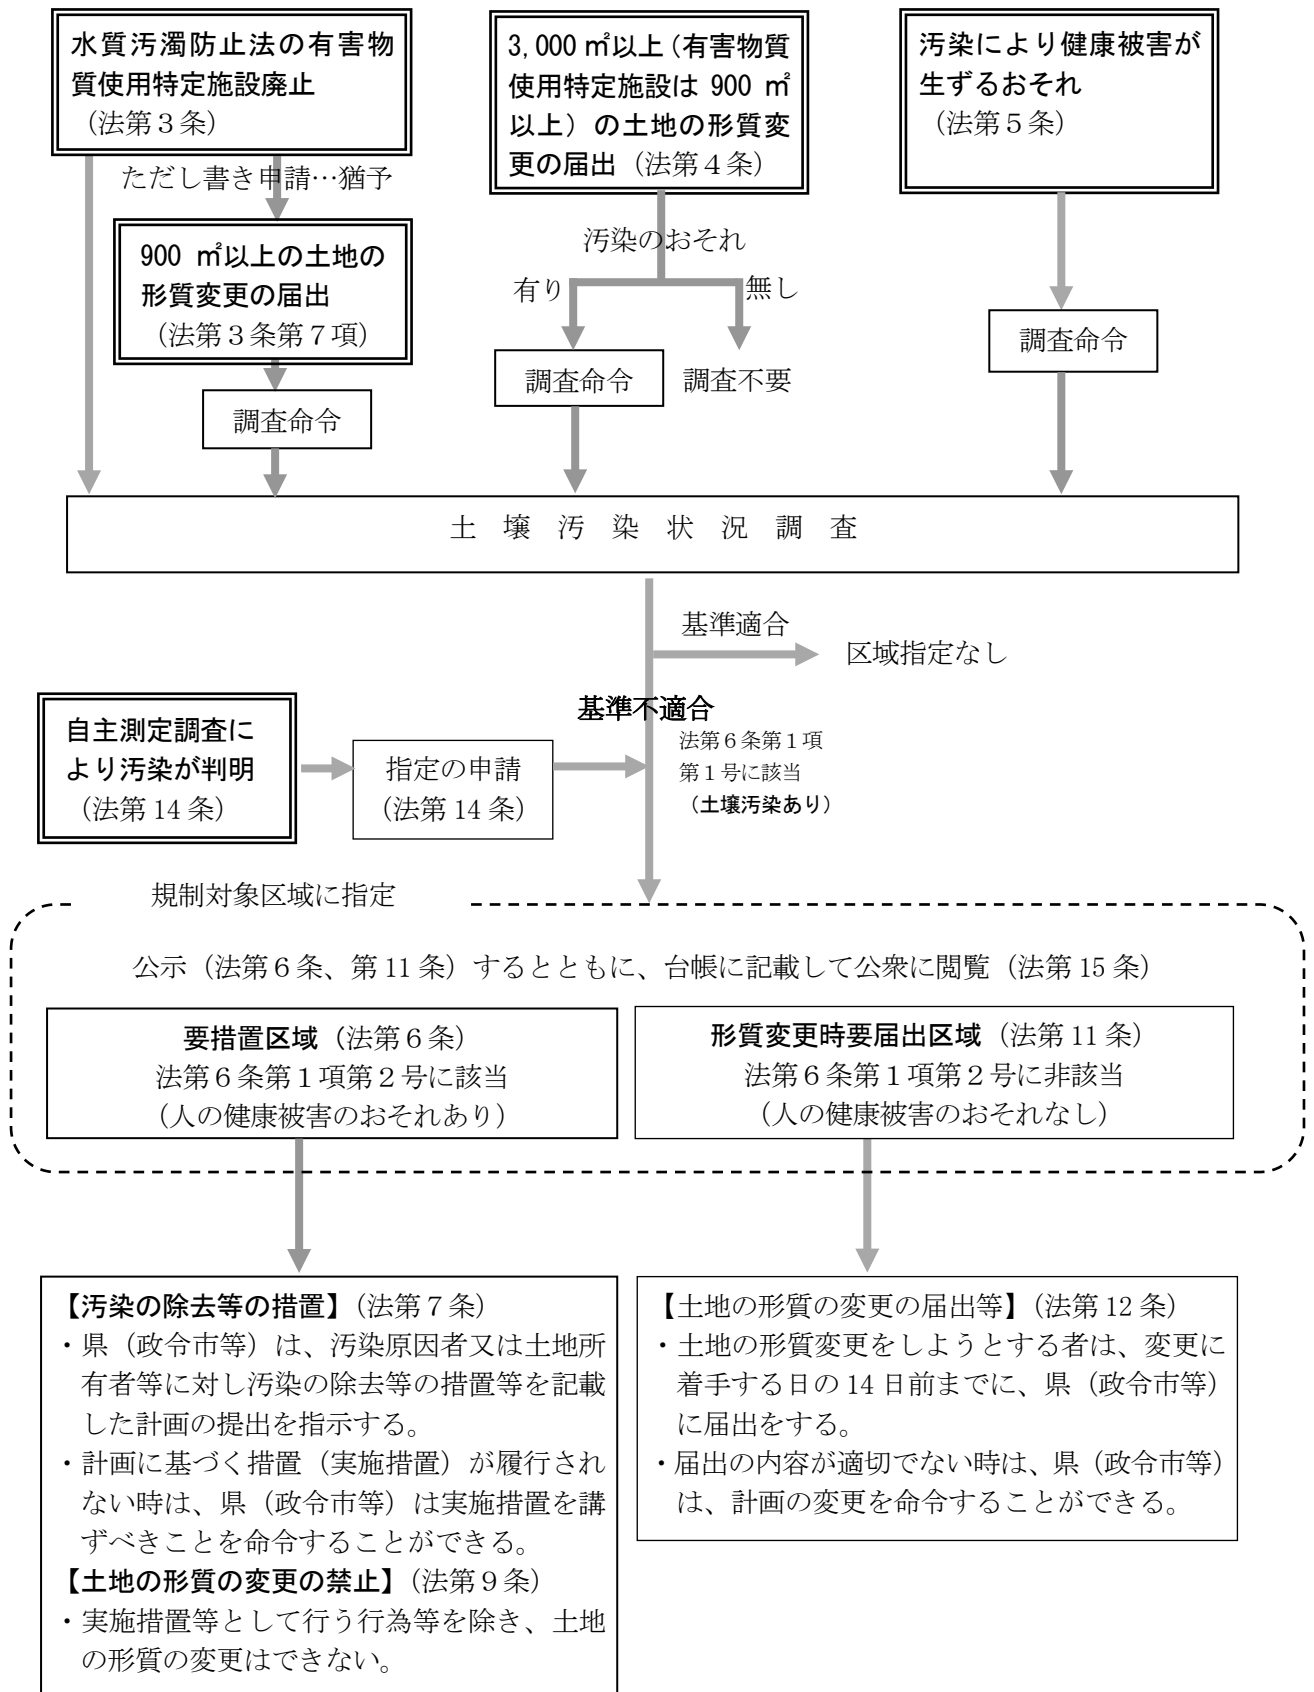 水質汚濁防止法の有害物
質使用特定施設廃止
（法第３条）
3,000 ㎡以上（有害物質
使用特定施設は 900 ㎡
以上）の土地の形質変
更の届出（法第４条）
汚染により健康被害が
生ずるおそれ
（法第５条）
ただし書き申請…猶予
900 ㎡以上の土地の
形質変更の届出
（法第３条第７項）
調査命令
汚染のおそれ
有り
無し
調査命令
調査不要
調査命令
土 壌 汚 染 状 況 調 査
基準適合
区域指定なし
基準不適合
法第６条第１項
第１号に該当
（土壌汚染あり）
自主測定調査に
より汚染が判明
（法第 14 条）
指定の申請
（法第 14 条）
規制対象区域に指定
公示（法第６条、第 11 条）するとともに、台帳に記載して公衆に閲覧（法第 15 条）
要措置区域（法第６条）
法第６条第１項第２号に該当
（人の健康被害のおそれあり）
形質変更時要届出区域（法第 11 条）
法第６条第１項第２号に非該当
（人の健康被害のおそれなし）
【汚染の除去等の措置】（法第７条）
・県（政令市等）は、汚染原因者又は土地所
有者等に対し汚染の除去等の措置等を記載
した計画の提出を指示する。
・計画に基づく措置（実施措置）が履行され
ない時は、県（政令市等）は実施措置を講
ずべきことを命令することができる。
【土地の形質の変更の禁止】（法第９条）
・実施措置等として行う行為等を除き、土地
の形質の変更はできない。
【土地の形質の変更の届出等】（法第 12 条）
・土地の形質変更をしようとする者は、変更に
着手する日の 14 日前までに、県（政令市等）
に届出をする。
・届出の内容が適切でない時は、県（政令市等）
は、計画の変更を命令することができる。